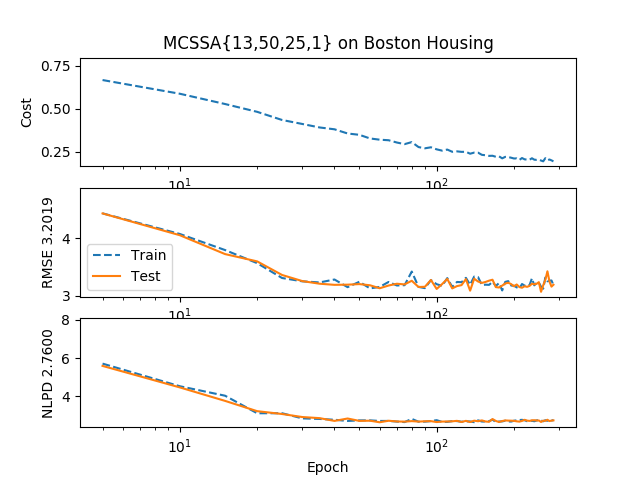 MCSSA{13,50,25,1} on Boston Housing
0.75
0.50
0.25
Cost
10¹ 10²
4
3
RMSE 3.2019
Train
Test
10¹ 10²
8
6
4
NLPD 2.7600
10¹ 10²
Epoch